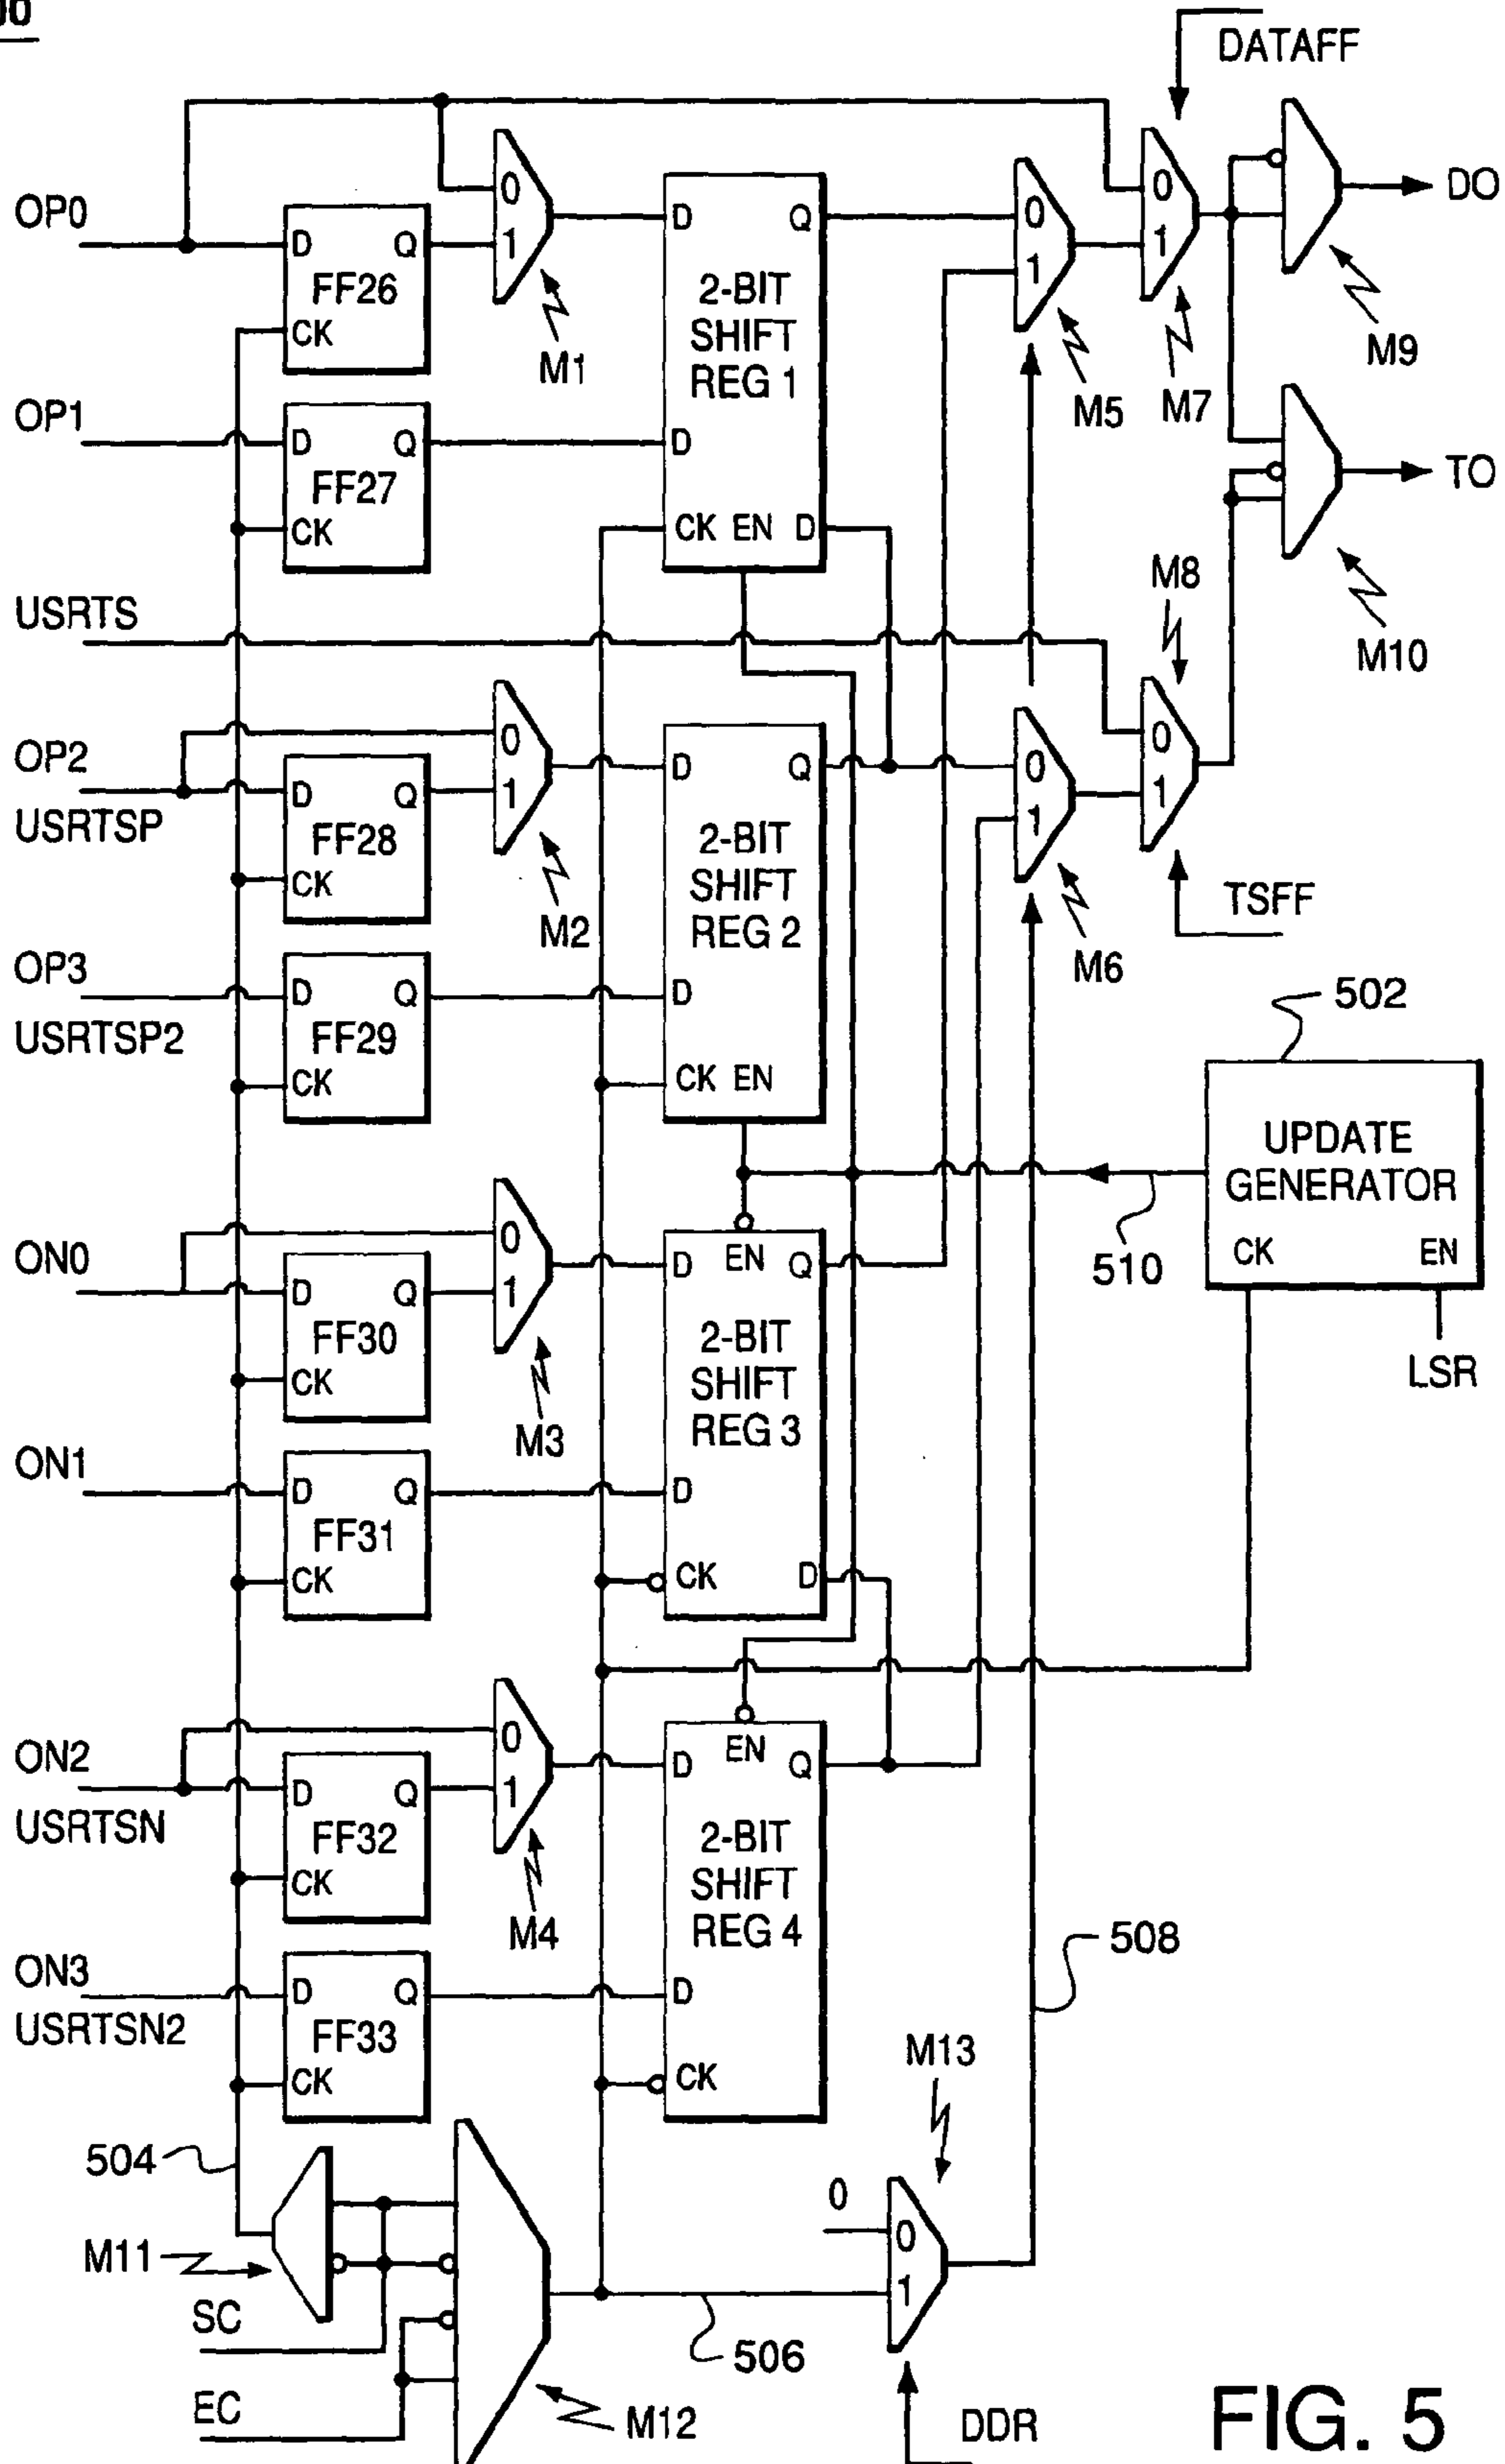 DATAFF
OP0
D Q
FF26
CK
0
1
M1
D Q
2-BIT
SHIFT
REG 1
D
CK EN D
0
1
M5
0
1
M7
DO
M9
OP1
D Q
FF27
CK
TO
M10
USRTS
M8
0
1
TSFF
OP2
USRTSP
D Q
FF28
CK
0
1
M2
D Q
2-BIT
SHIFT
REG 2
D
CK EN
0
1
M6
OP3
USRTSP2
D Q
FF29
CK
502
UPDATE
GENERATOR
CK EN
LSR
510
ON0
D Q
FF30
CK
0
1
M3
D EN Q
2-BIT
SHIFT
REG 3
D
CK D
ON1
D Q
FF31
CK
ON2
USRTSN
D Q
FF32
CK
0
1
M4
D EN Q
2-BIT
SHIFT
REG 4
D
CK
ON3
USRTSN2
D Q
FF33
CK
508
M13
504
M11
SC
EC
M12
506
0
0
1
DDR
FIG. 5